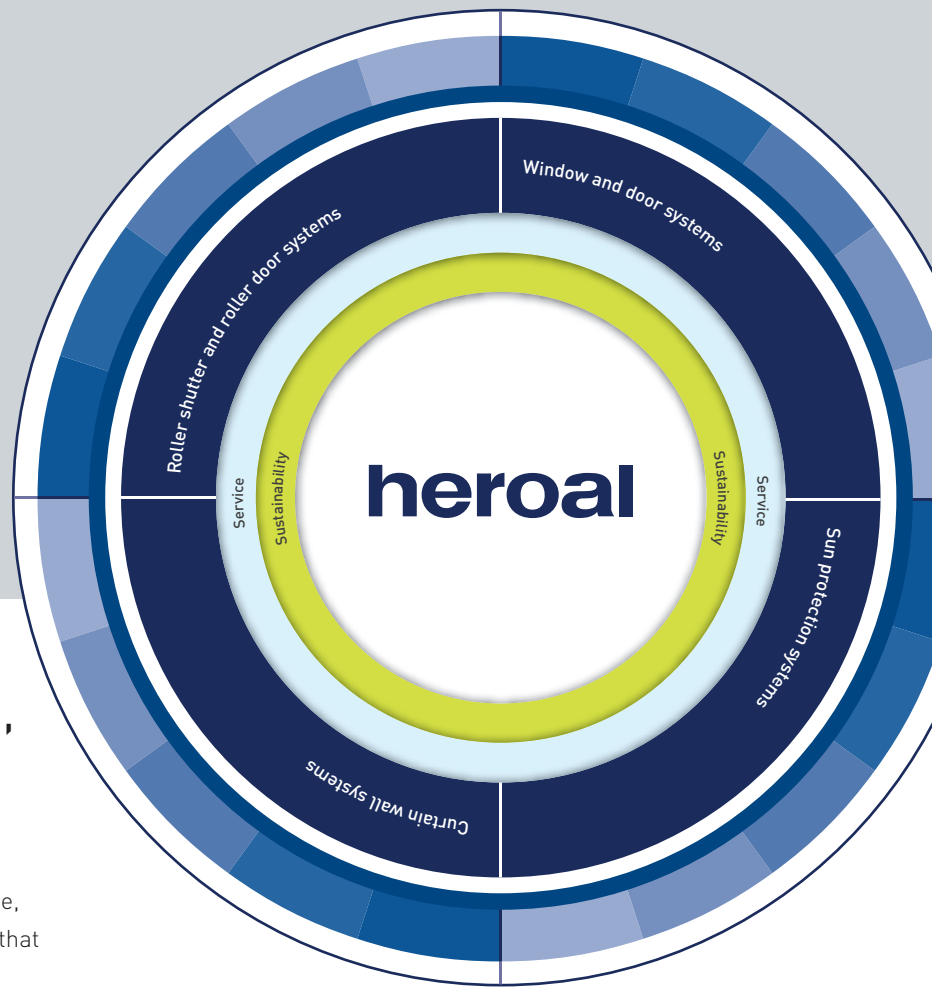 Window and door systems
Roller shutter and roller door systems
Service
Sustainability
heroal
Sustainability
Service
Sun protection systems
Curtain wall systems
,
e,
that